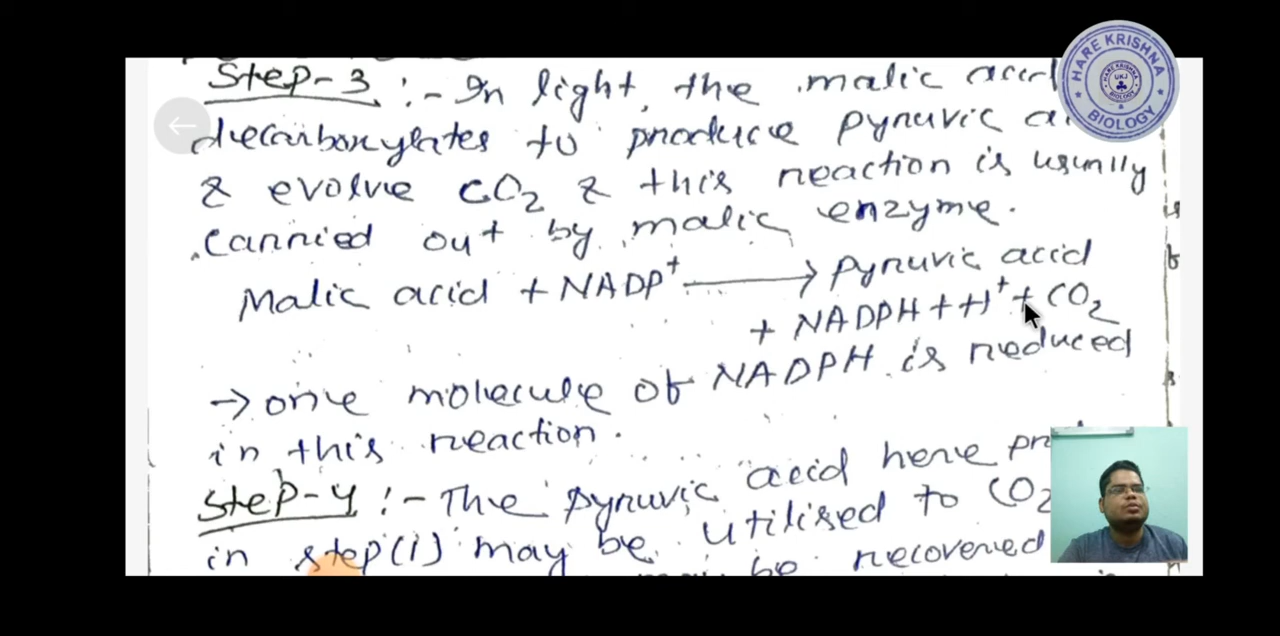 Step-3 :- In light, the malic acid
decarboxylates to produce pyruvic
& evolve CO2 & this reaction is usually
carried out by malic enzyme.
Malic acid + NADP+ → Pyruvic acid
+ NADPH + H+ + CO2
→ one molecule of NADPH is reduced
in this reaction.
Step-4 :- The pyruvic acid here
in step(i) may be utilised to CO2
be recovered
HARE KRISHNA
BIOLOGY
UKJ